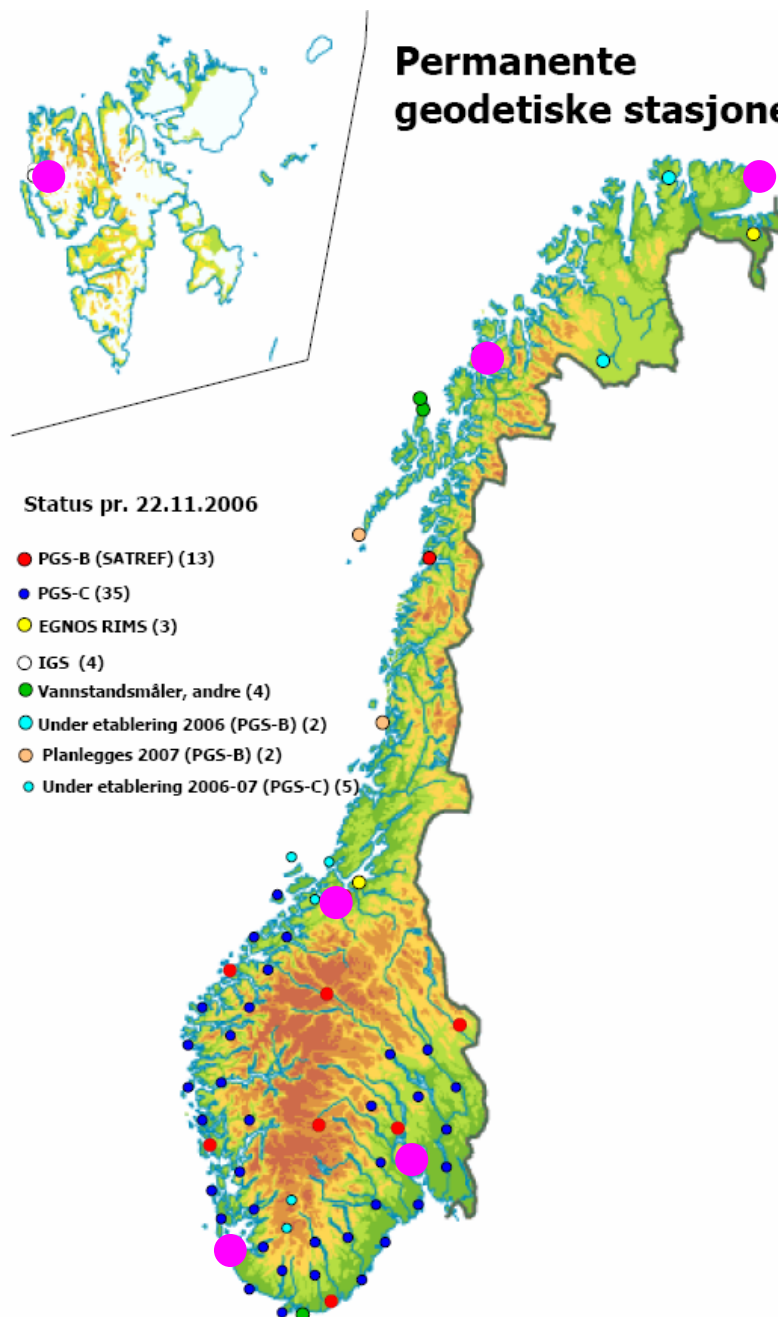 Permanente
geodetiske stasjone
Status pr. 22.11.2006
PGS-B (SATREF) (13)
PGS-C (35)
EGNOS RIMS (3)
IGS (4)
Vannstandsmåler, andre (4)
Under etablering 2006 (PGS-B) (2)
Planlegges 2007 (PGS-B) (2)
Under etablering 2006-07 (PGS-C) (5)